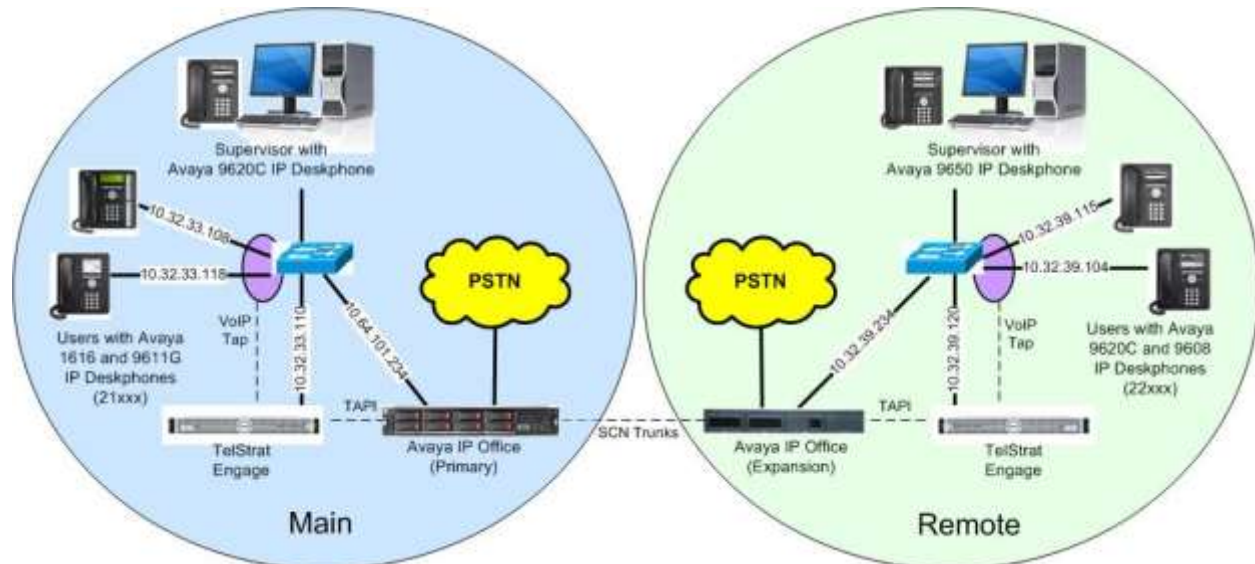 Supervisor with
Avaya 9620C IP Deskphone
10.32.33.108
10.32.33.118
VoIP
Tap
10.32.33.110
10.64.101.234
PSTN
Users with Avaya
1616 and 9611G
IP Deskphones
(21xxx)
TAPI
TelStrat
Engage
Avaya IP Office
(Primary)
Main
SCN Trunks
Supervisor with
Avaya 9650 IP Deskphone
10.32.39.115
10.32.39.104
PSTN
10.32.39.234
10.32.39.120
VoIP
Tap
Users with Avaya
9620C and 9608
IP Deskphones
(22xxx)
TAPI
Avaya IP Office
(Expansion)
TelStrat
Engage
Remote